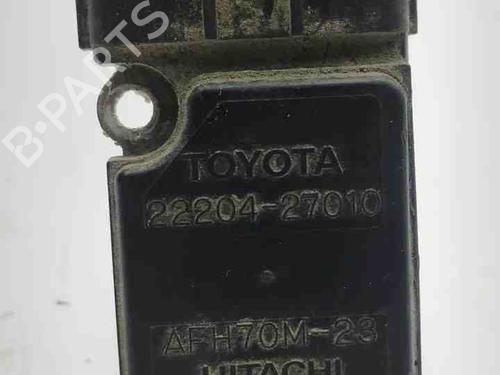 B-PARTS
TOYOTA
22204-27010
AFH70M-23
HITACHI